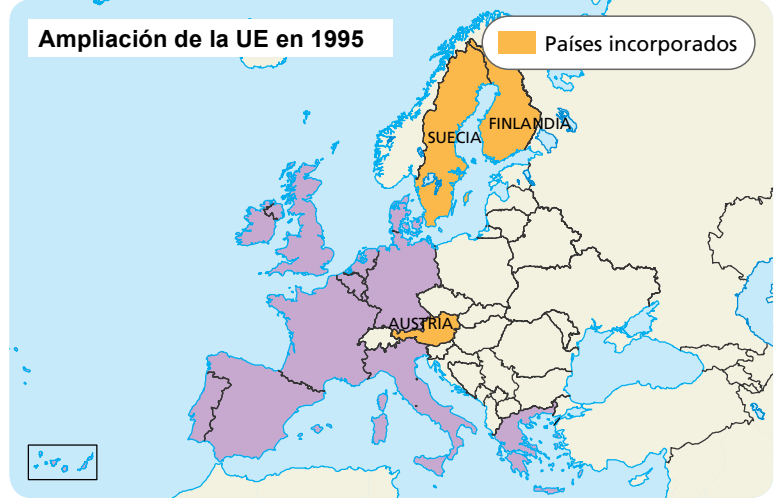 Ampliación de la UE en 1995
Países incorporados
SUECIA
FINLANDIA
AUSTRIA